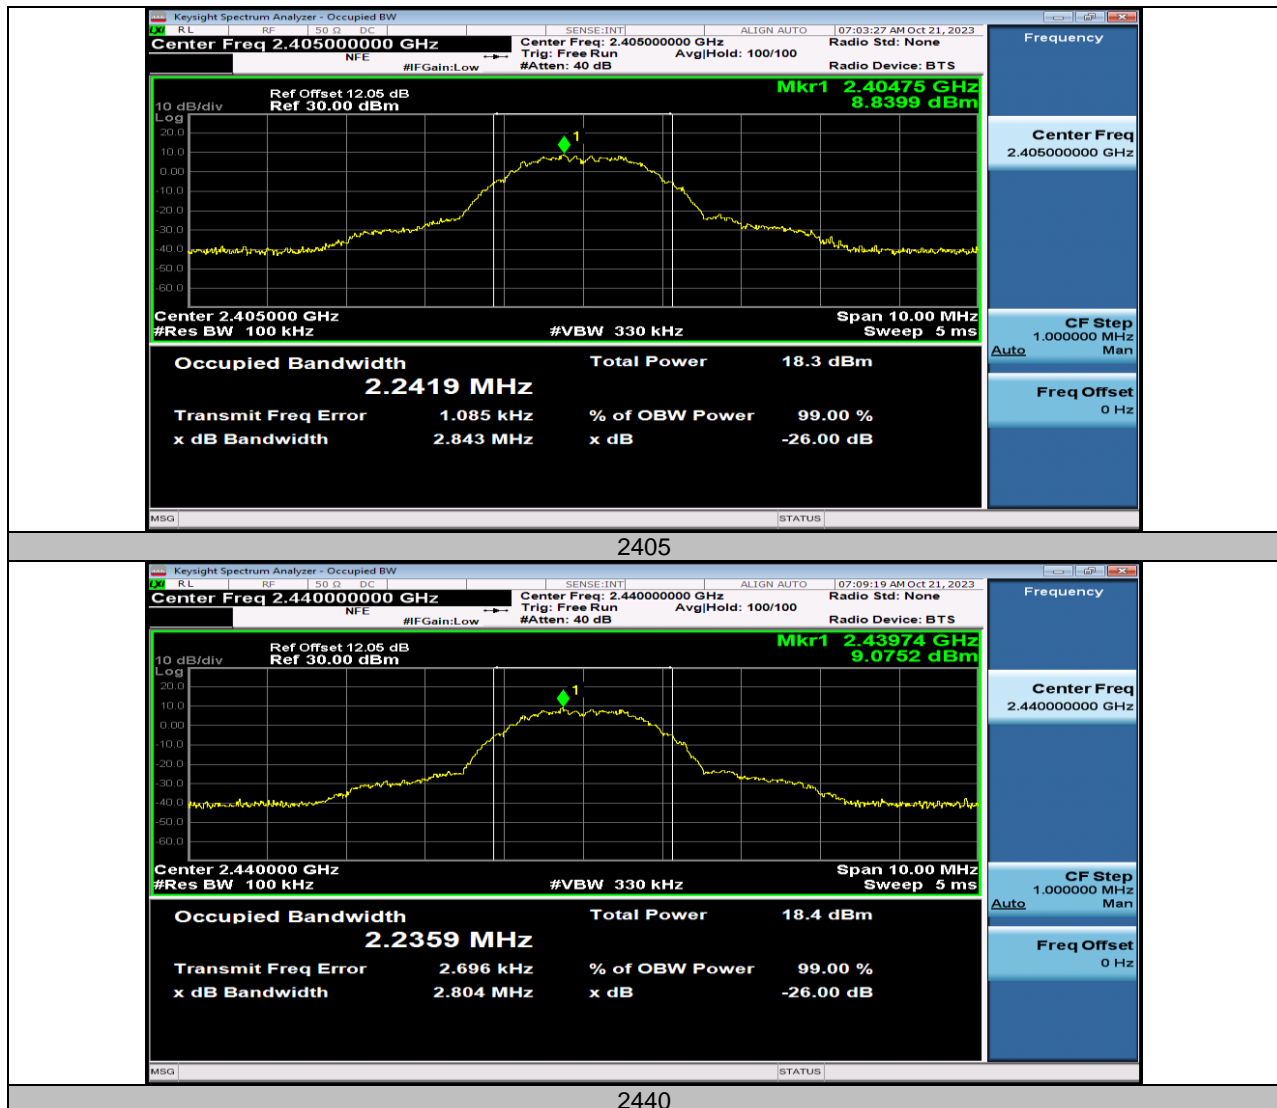 Keysight Spectrum Analyzer - Occupied BW
LXI RL RF 50 Ω DC SENSE:INT ALIGN AUTO 07:03:27 AM Oct 21, 2023
Center Freq 2.405000000 GHz Center Freq: 2.405000000 GHz Radio Std: None Frequency
NFE Trig: Free Run Avg|Hold: 100/100
#IFGain:Low #Atten: 40 dB Radio Device: BTS
Mkr1 2.40475 GHz
Ref Offset 12.05 dB
10 dB/div Ref 30.00 dBm 8.8399 dBm
Log
20.0
1
10.0
0.00
-10.0
-20.0
-30.0
-40.0
-50.0
-60.0
Center Freq
2.405000000 GHz
Center 2.405000 GHz Span 10.00 MHz
#Res BW 100 kHz #VBW 330 kHz Sweep 5 ms
CF Step
1.000000 MHz
Auto Man
Occupied Bandwidth Total Power 18.3 dBm
2.2419 MHz
Freq Offset
0 Hz
Transmit Freq Error 1.085 kHz % of OBW Power 99.00 %
x dB Bandwidth 2.843 MHz x dB -26.00 dB
MSG STATUS
2405
Keysight Spectrum Analyzer - Occupied BW
LXI RL RF 50 Ω DC SENSE:INT ALIGN AUTO 07:09:19 AM Oct 21, 2023
Center Freq 2.440000000 GHz Center Freq: 2.440000000 GHz Radio Std: None Frequency
NFE Trig: Free Run Avg|Hold: 100/100
#IFGain:Low #Atten: 40 dB Radio Device: BTS
Mkr1 2.43974 GHz
Ref Offset 12.05 dB
10 dB/div Ref 30.00 dBm 9.0752 dBm
Log
20.0
1
10.0
0.00
-10.0
-20.0
-30.0
-40.0
-50.0
-60.0
Center Freq
2.440000000 GHz
Center 2.440000 GHz Span 10.00 MHz
#Res BW 100 kHz #VBW 330 kHz Sweep 5 ms
CF Step
1.000000 MHz
Auto Man
Occupied Bandwidth Total Power 18.4 dBm
2.2359 MHz
Freq Offset
0 Hz
Transmit Freq Error 2.696 kHz % of OBW Power 99.00 %
x dB Bandwidth 2.804 MHz x dB -26.00 dB
MSG STATUS
2440